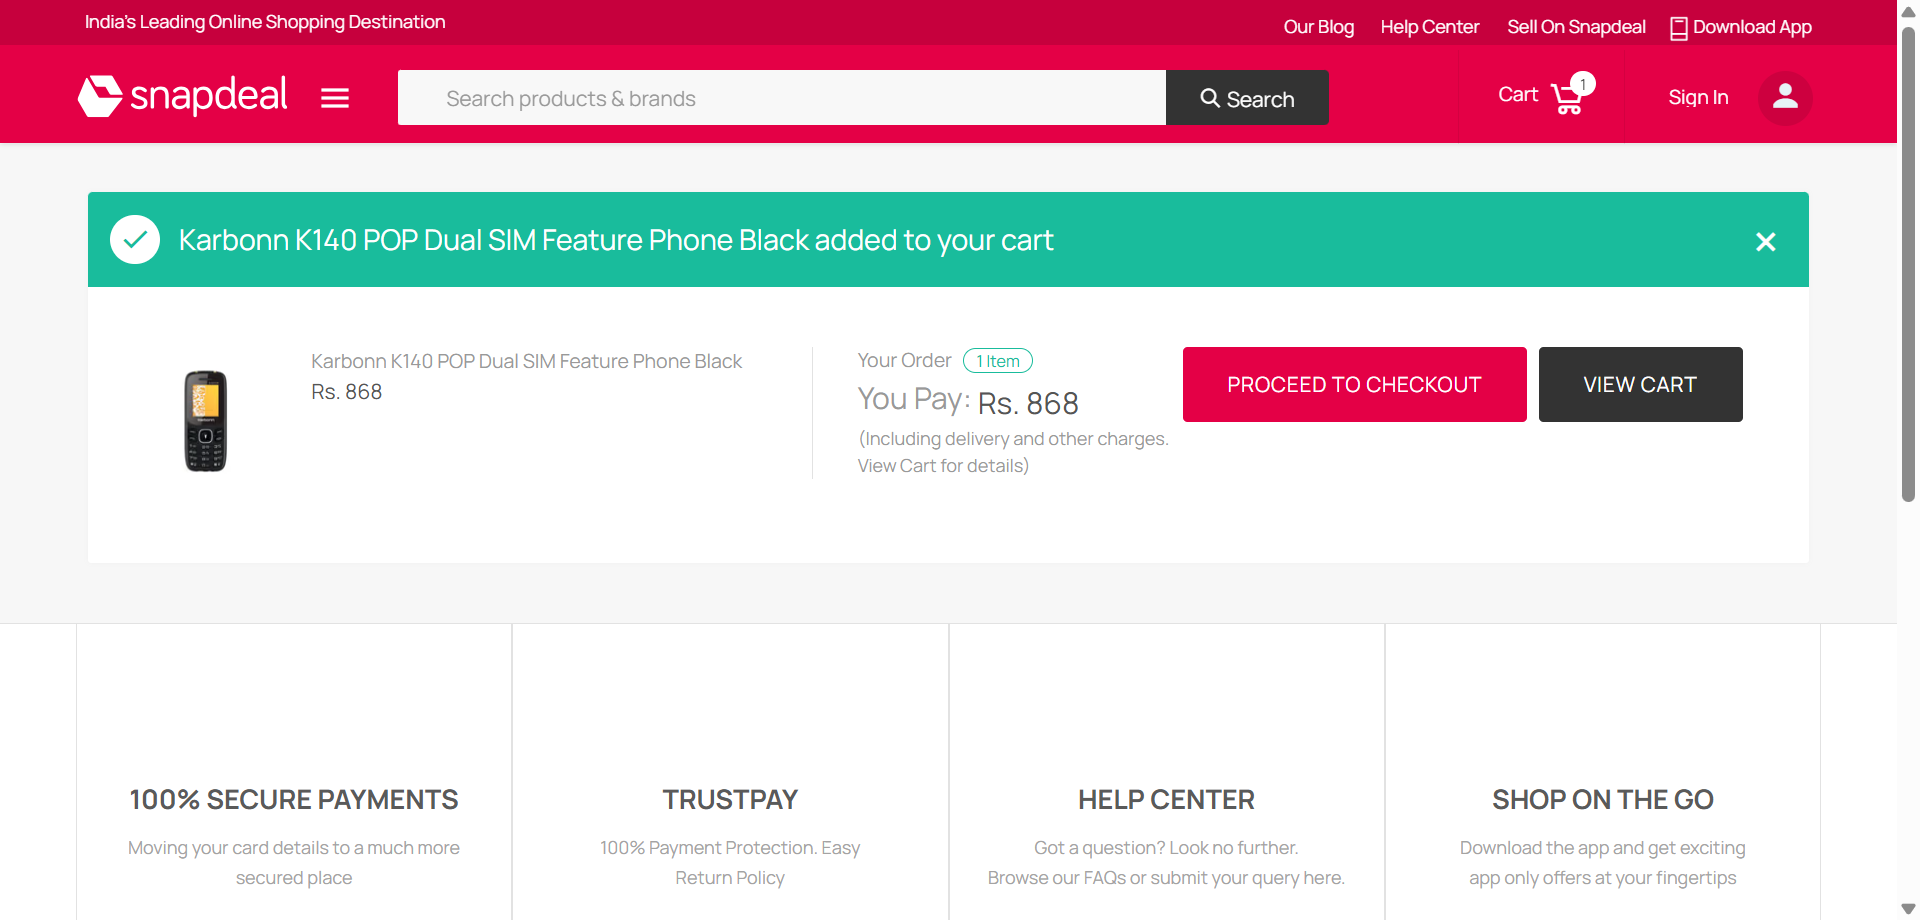 India's Leading Online Shopping Destination
Our Blog
Help Center
Sell On Snapdeal
Download App
snapdeal
Search products & brands
Search
Cart
1
Sign In
Karbonn K140 POP Dual SIM Feature Phone Black added to your cart
Karbonn K140 POP Dual SIM Feature Phone Black
Rs. 868
Your Order
1 Item
You Pay: Rs. 868
(Including delivery and other charges.
View Cart for details)
PROCEED TO CHECKOUT
VIEW CART
100% SECURE PAYMENTS
Moving your card details to a much more
secured place
TRUSTPAY
100% Payment Protection. Easy
Return Policy
HELP CENTER
Got a question? Look no further.
Browse our FAQs or submit your query here.
SHOP ON THE GO
Download the app and get exciting
app only offers at your fingertips